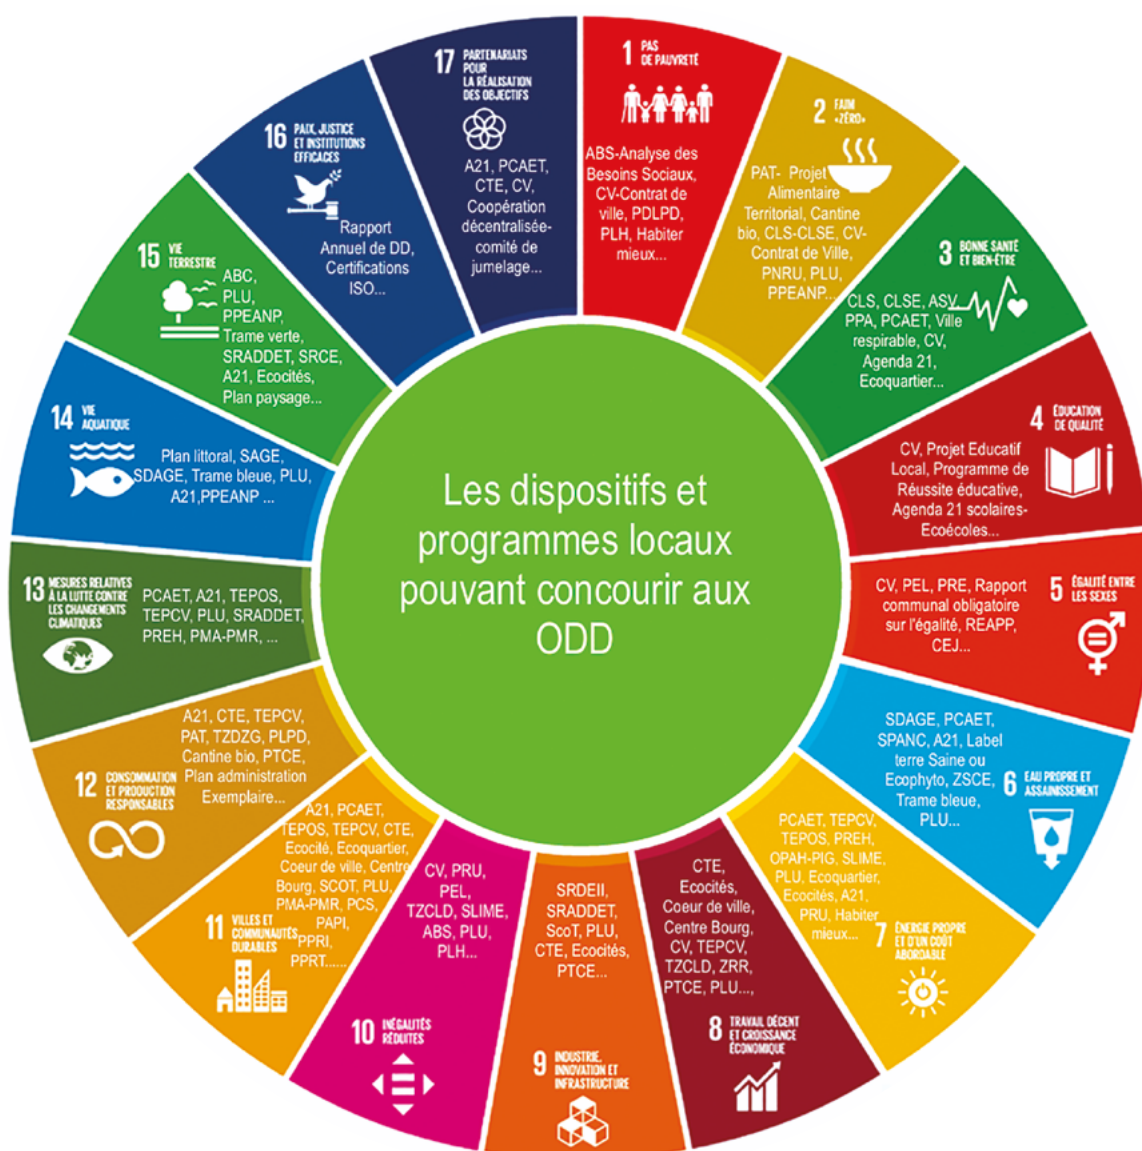 Les dispositifs et
programmes locaux
pouvant concourir aux
ODD
1 PAS
DE PAUVRETÉ
ABS-Analyse des
Besoins Sociaux,
CV-Contrat de
ville, PDLPD,
PLH, Habiter
mieux...
2 FAIM
«ZÉRO»
PAT- Projet
Alimentaire
Territorial, Cantine
bio, CLS-CLSE, CV-
Contrat de Ville,
PNRU, PLU,
PPEANP...
3 BONNE SANTÉ
ET BIEN-ÊTRE
CLS, CLSE, ASV
PPA, PCAET, Ville
respirable, CV,
Agenda 21,
Ecoquartier...
4 ÉDUCATION
DE QUALITÉ
CV, Projet Educatif
Local, Programme de
Réussite éducative,
Agenda 21 scolaires-
Ecoécoles...
5 ÉGALITÉ ENTRE
LES SEXES
CV, PEL, PRE, Rapport
communal obligatoire
sur l'égalité, REAPP,
CEJ...
6 EAU PROPRE ET
ASSAINISSEMENT
SDAGE, PCAET,
SPANC, A21, Label
terre Saine ou
Ecophyto, ZSCE,
Trame bleue,
PLU...
7 ÉNERGIE PROPRE
ET D'UN COÛT
ABORDABLE
PCAET, TEPCV,
TEPOS, PREH,
OPAH-PIG, SLIME,
PLU, Ecoquartier,
Ecocités, A21,
PRU, Habiter
mieux...
8 TRAVAIL DÉCENT
ET CROISSANCE
ÉCONOMIQUE
CTE,
Ecocités,
Coeur de ville,
Centre Bourg,
CV, TEPCV,
TZCLD, ZRR,
PTCE, PLU...,
9 INDUSTRIE,
INNOVATION ET
INFRASTRUCTURE
SRDEII,
SRADDET,
ScoT, PLU,
CTE, Ecocités,
PTCE...
10 INÉGALITÉS
RÉDUITES
CV, PRU,
PEL,
TZCLD, SLIME,
ABS, PLU,
PLH...
11 VILLES ET
COMMUNAUTÉS
DURABLES
A21, PCAET,
TEPOS, TEPCV, CTE,
Ecocité, Ecoquartier,
Coeur de ville, Centre
Bourg, SCOT, PLU,
PMA-PMR, PCS,
PAPI,
PPRI,
PPRT......
12 CONSOMMATION
ET PRODUCTION
RESPONSABLES
A21, CTE, TEPCV,
PAT, TZDZG, PLPD,
Cantine bio, PTCE,
Plan administration
Exemplaire...
13 MESURES RELATIVES
À LA LUTTE CONTRE
LES CHANGEMENTS
CLIMATIQUES
PCAET, A21, TEPOS,
TEPCV, PLU, SRADDET,
PREH, PMA-PMR, ...
14 VIE
AQUATIQUE
Plan littoral, SAGE,
SDAGE, Trame bleue, PLU,
A21,PPEANP ...
15 VIE
TERRESTRE
ABC,
PLU,
PPEANP,
Trame verte,
SRADDET, SRCE,
A21, Ecocités,
Plan paysage...
16 PAIX, JUSTICE
ET INSTITUTIONS
EFFICACES
Rapport
Annuel de DD,
Certifications
ISO...
17 PARTENARIATS
POUR
LA RÉALISATION
DES OBJECTIFS
A21, PCAET,
CTE, CV,
Coopération
décentralisée-
comité de
jumelage...